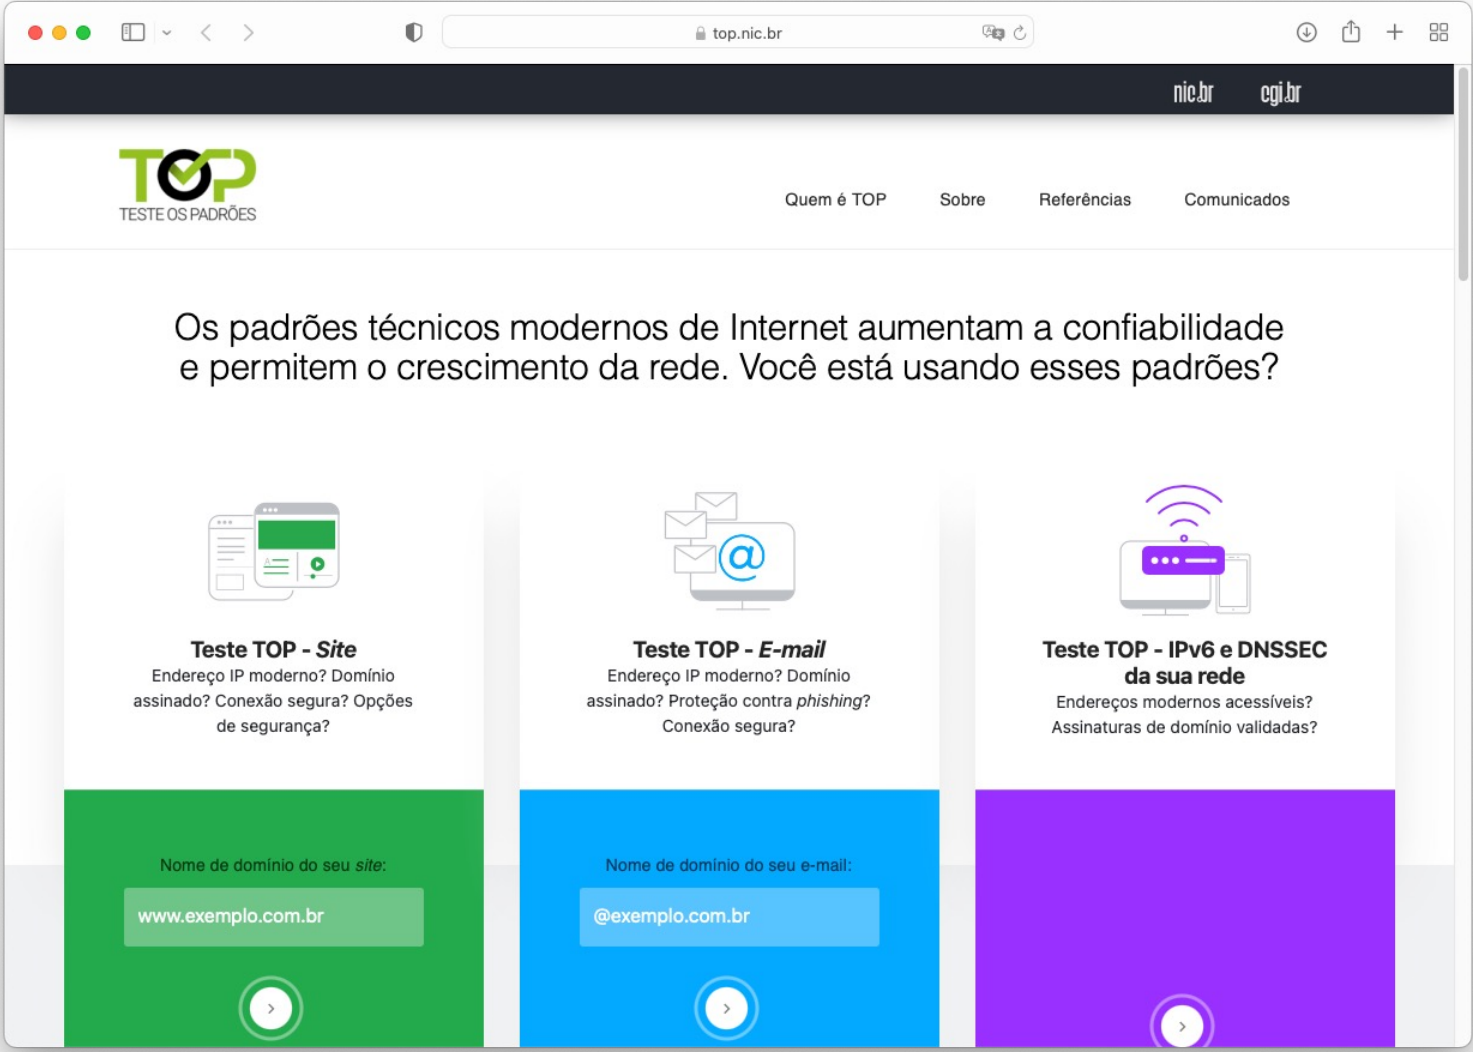 top.nic.br
nic.br cgi.br
TOP
TESTE OS PADRÕES
Quem é TOP Sobre Referências Comunicados
Os padrões técnicos modernos de Internet aumentam a confiabilidade
e permitem o crescimento da rede. Você está usando esses padrões?
Teste TOP - Site
Endereço IP moderno? Domínio
assinado? Conexão segura? Opções
de segurança?
Nome de domínio do seu site:
www.exemplo.com.br
@
Teste TOP - E-mail
Endereço IP moderno? Domínio
assinado? Proteção contra phishing?
Conexão segura?
Nome de domínio do seu e-mail:
@exemplo.com.br
Teste TOP - IPv6 e DNSSEC
da sua rede
Endereços modernos acessíveis?
Assinaturas de domínio validadas?